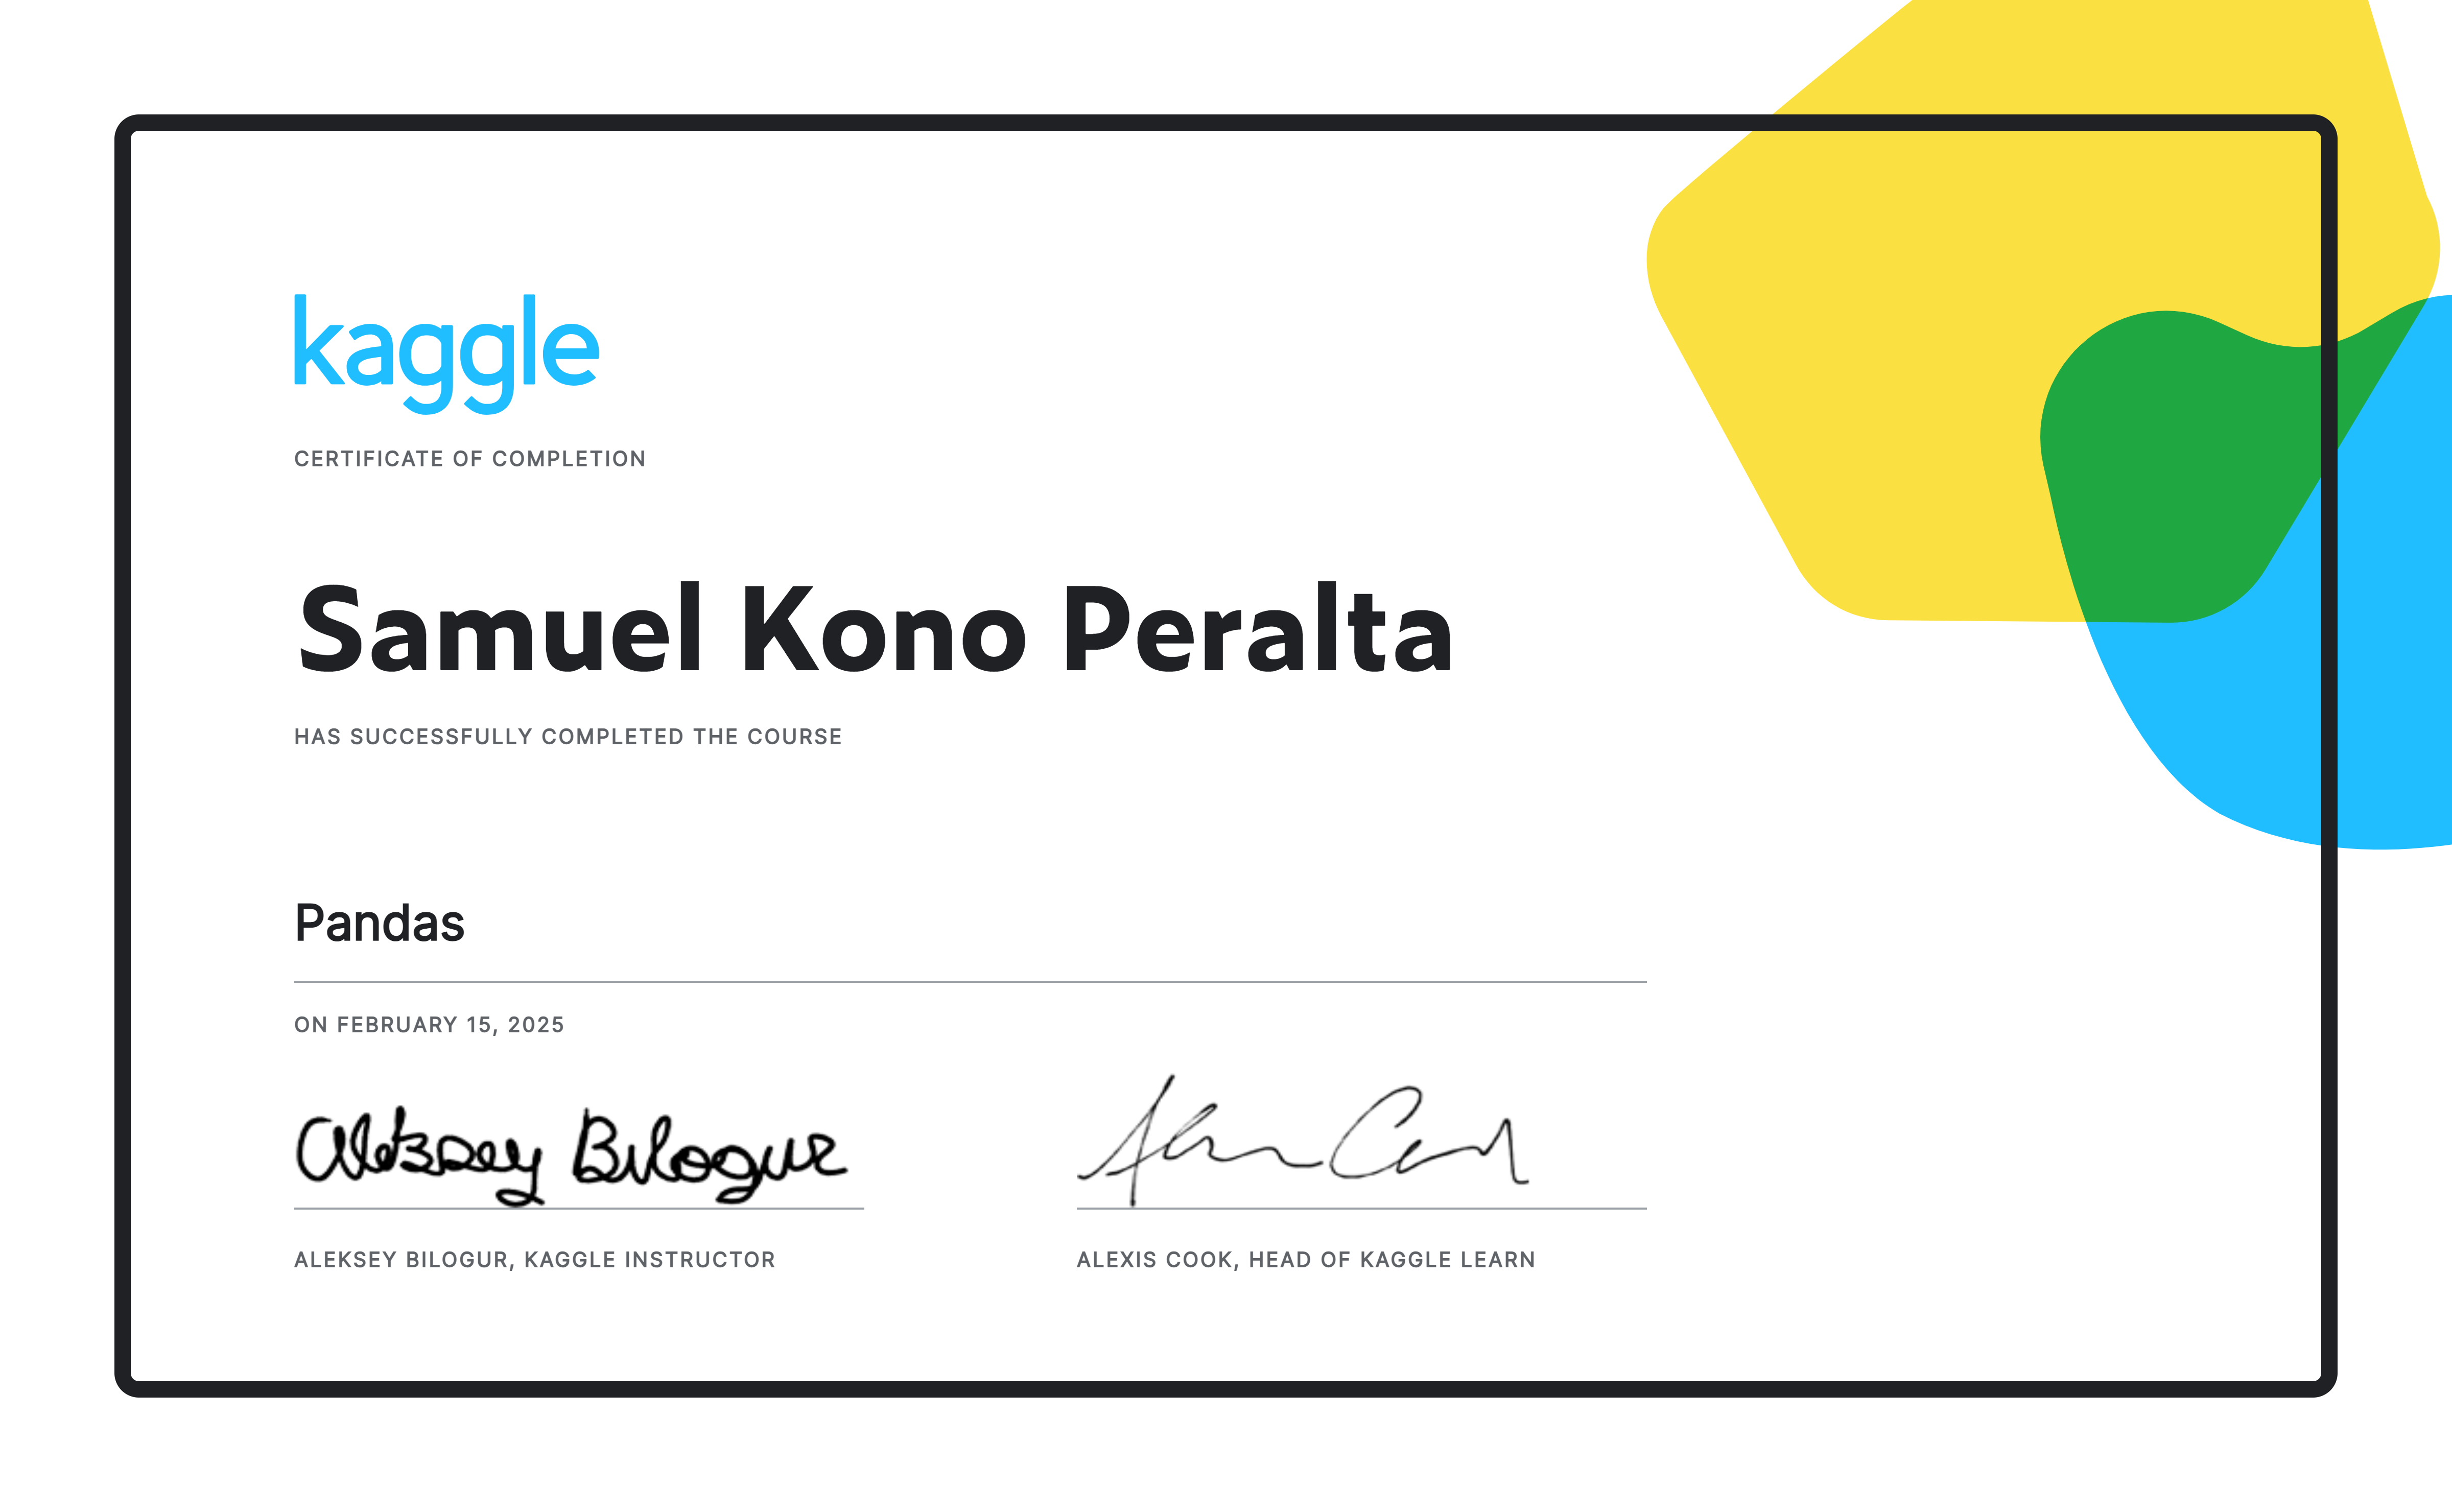 kaggle
CERTIFICATE OF COMPLETION
Samuel Kono Peralta
HAS SUCCESSFULLY COMPLETED THE COURSE
Pandas
ON FEBRUARY 15, 2025
Aleksey Bilogur
ALEKSEY BILOGUR, KAGGLE INSTRUCTOR
ALEXIS COOK, HEAD OF KAGGLE LEARN